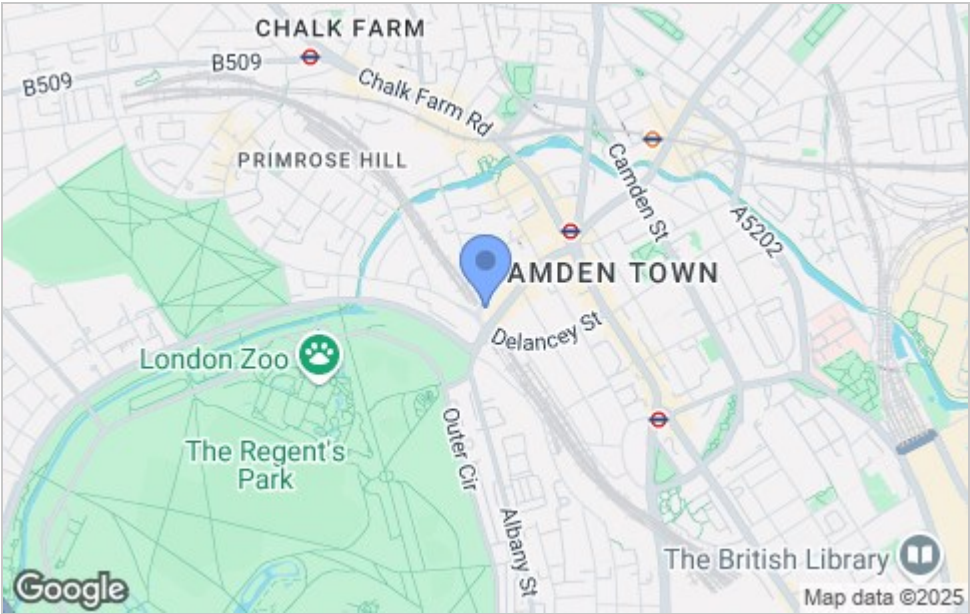 CHALK FARM
B509
B509
Chalk Farm Rd
PRIMROSE HILL
Camden St
A5202
AMDEN TOWN
Delancey St
London Zoo
The Regent's
Park
Outer Cir
Albany St
The British Library
Google
Map data ©2025